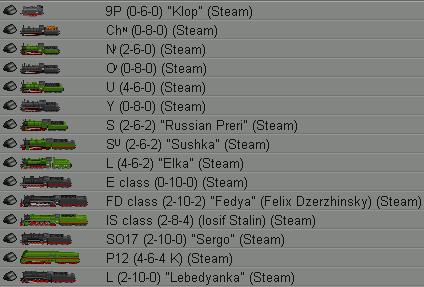 9P (0-6-0) "Klop" (Steam)
Chᴺ (0-8-0) (Steam)
Nᶨ (2-6-0) (Steam)
Oᶨ (0-8-0) (Steam)
U (4-6-0) (Steam)
Y (0-8-0) (Steam)
S (2-6-2) "Russian Preri" (Steam)
Sᵁ (2-6-2) "Sushka" (Steam)
L (4-6-2) "Elka" (Steam)
E class (0-10-0) (Steam)
FD class (2-10-2) "Fedya" (Felix Dzerzhinsky) (Steam)
IS class (2-8-4) (Iosif Stalin) (Steam)
SO17 (2-10-0) "Sergo" (Steam)
P12 (4-6-4 K) (Steam)
L (2-10-0) "Lebedyanka" (Steam)